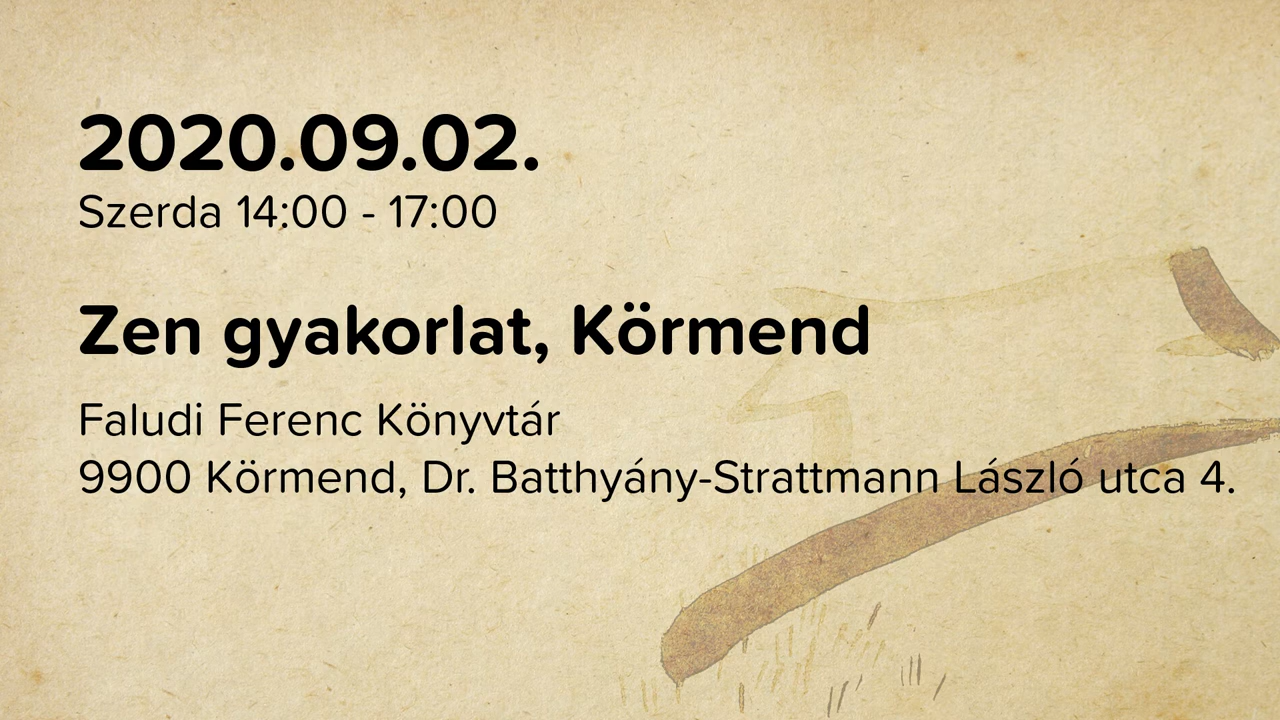 2020.09.02.
Szerda 14:00 - 17:00
Zen gyakorlat, Körmend
Faludi Ferenc Könyvtár
9900 Körmend, Dr. Batthyány-Strattmann László utca 4.